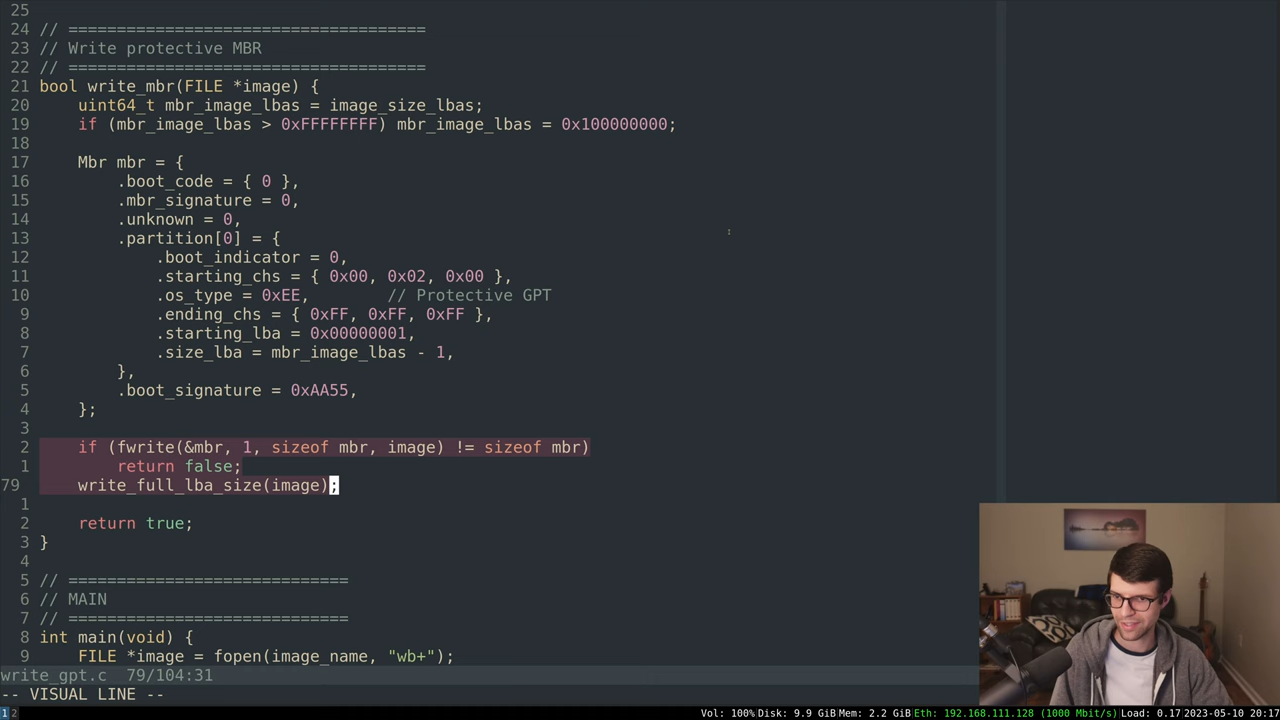 25
24 // =====================================
23 // Write protective MBR
22 // =====================================
21 bool write_mbr(FILE *image) {
20     uint64_t mbr_image_lbas = image_size_lbas;
19     if (mbr_image_lbas > 0xFFFFFFFF) mbr_image_lbas = 0x100000000;
18
17     Mbr mbr = {
16         .boot_code = { 0 },
15         .mbr_signature = 0,
14         .unknown = 0,
13         .partition[0] = {
12             .boot_indicator = 0,
11             .starting_chs = { 0x00, 0x02, 0x00 },
10             .os_type = 0xEE,        // Protective GPT
9             .ending_chs = { 0xFF, 0xFF, 0xFF },
8             .starting_lba = 0x00000001,
7             .size_lba = mbr_image_lbas - 1,
6         },
5         .boot_signature = 0xAA55,
4     };
3
2     if (fwrite(&mbr, 1, sizeof mbr, image) != sizeof mbr)
1         return false;
79     write_full_lba_size(image);
1
2     return true;
3 }
4
5 // =============================
6 // MAIN
7 // =============================
8 int main(void) {
9     FILE *image = fopen(image_name, "wb+");
write_gpt.c  79/104:31
-- VISUAL LINE --
1 2 Vol: 100% Disk: 9.9 GiB Mem: 2.2 GiB Eth: 192.168.111.128 (1000 Mbit/s) Load: 0.17 2023-05-10 20:17